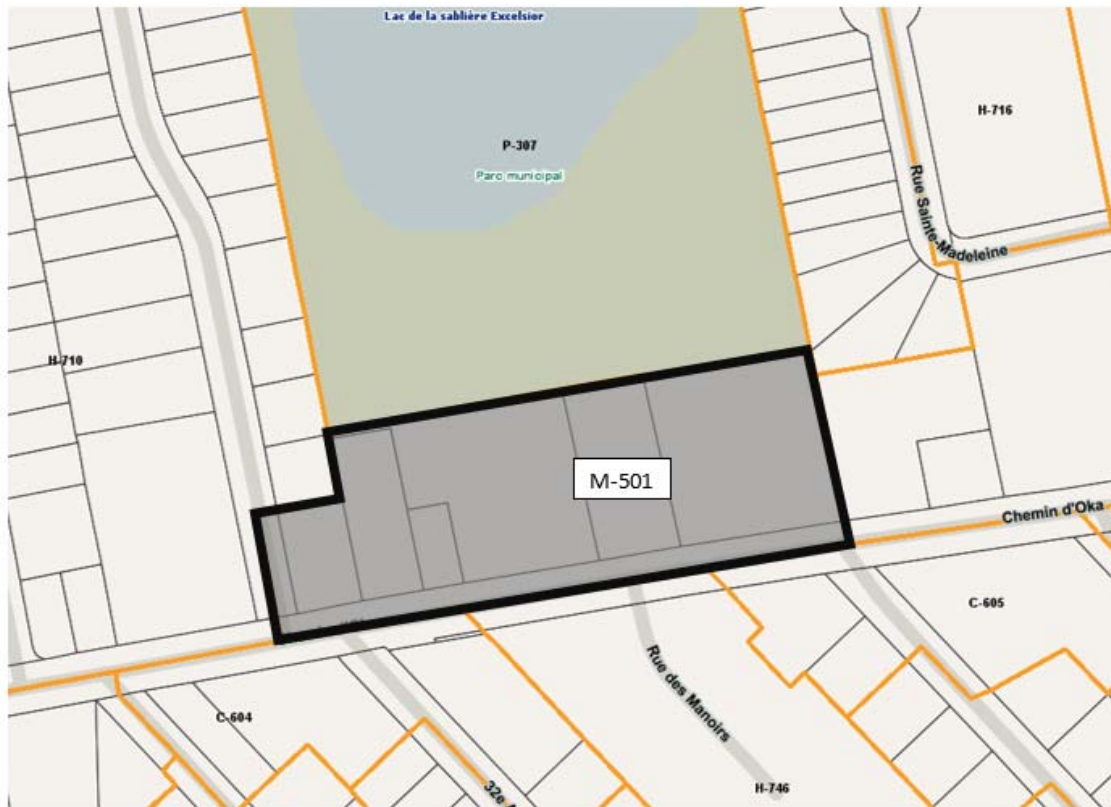 Lac de la sablière Excelsior
H-716
P-307
Parc municipal
Rue Sainte-Madeleine
H-710
M-501
Chemin d'Oka
C-605
Rue des Manoirs
C-604
32e
H-746